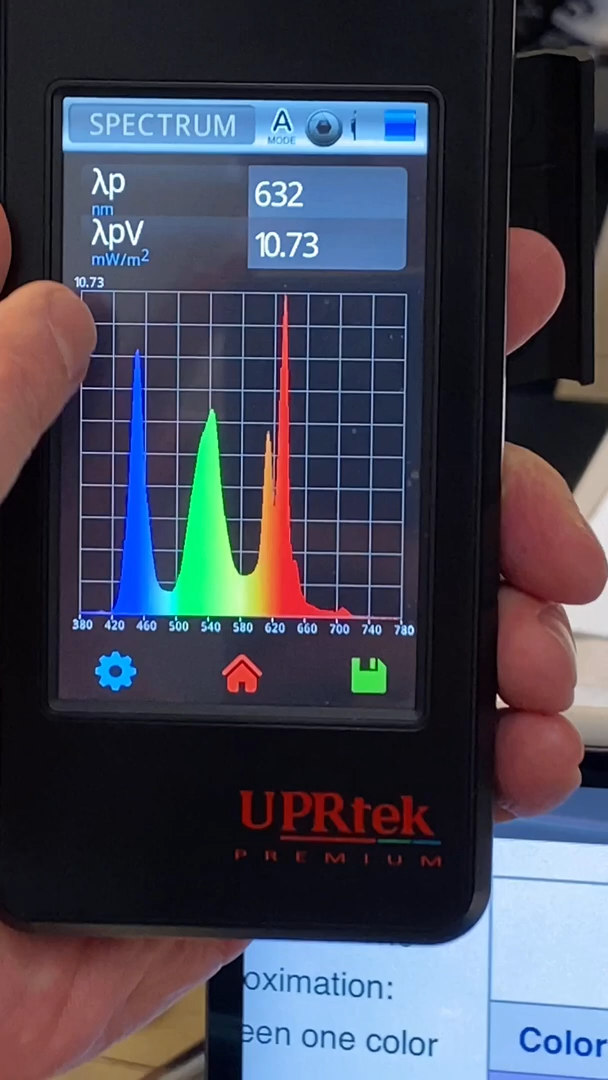 SPECTRUM
A
MODE
λp
nm
632
λpV
mW/m²
10.73
10.73
380 420 460 500 540 580 620 660 700 740 780
UPRtek
PREMIUM
oximation:
een one color
Color